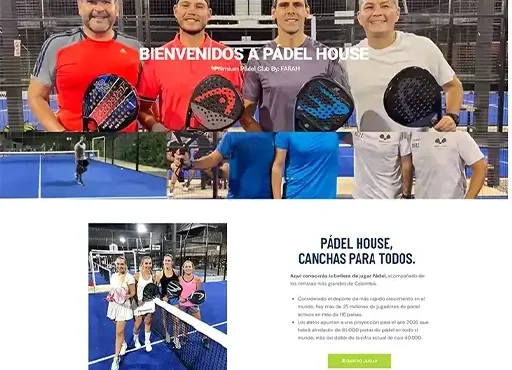 BIENVENIDOS A PÁDEL HOUSE
Premium Pádel Club By: FARAH
PÁDEL HOUSE,
CANCHAS PARA TODOS.
Aquí conocerás la belleza de jugar Pádel, acompañado de
las terrazas más grandes de Colombia.
Considerado el deporte de más rápido crecimiento en el
mundo, hay más de 25 millones de jugadores de pádel
activos en más de 110 países.
Los datos apuntan a una proyección para el año 2026 que
habrá alrededor de 85.000 pistas de pádel en todo el
mundo, más del doble de la cifra actual de casi 40.000.
QUIERO JUGAR